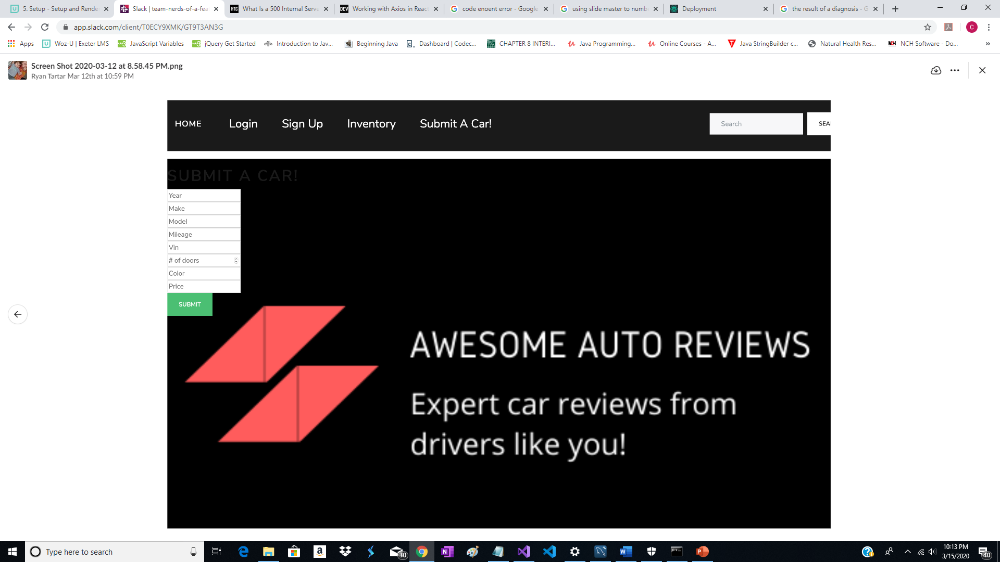 5. Setup - Setup and Rende
Slack | team-nerds-of-a-fea
HTG What Is a 500 Internal Serve
DEV Working with Axios in React
code enoent error - Google
using slide master to numb
Deployment
the result of a diagnosis - G
app.slack.com/client/T0ECY9XMK/GT9T3AN3G
C
Apps
Woz-U | Exeter LMS
JavaScript Variables
jQuery Get Started
Introduction to Jav...
Beginning Java
Dashboard | Codec...
CHAPTER 8 INTERI...
Java Programming...
Online Courses - A...
Java StringBuilder c...
Natural Health Res...
NCH Software - Do...
Screen Shot 2020-03-12 at 8.58.45 PM.png
Ryan Tartar Mar 12th at 10:59 PM
HOME Login Sign Up Inventory Submit A Car! Search SEA
SUBMIT A CAR!
Year
Make
Model
Mileage
Vin
# of doors
Color
Price
SUBMIT
AWESOME AUTO REVIEWS
Expert car reviews from
drivers like you!
Type here to search
30
10:13 PM
3/15/2020
40